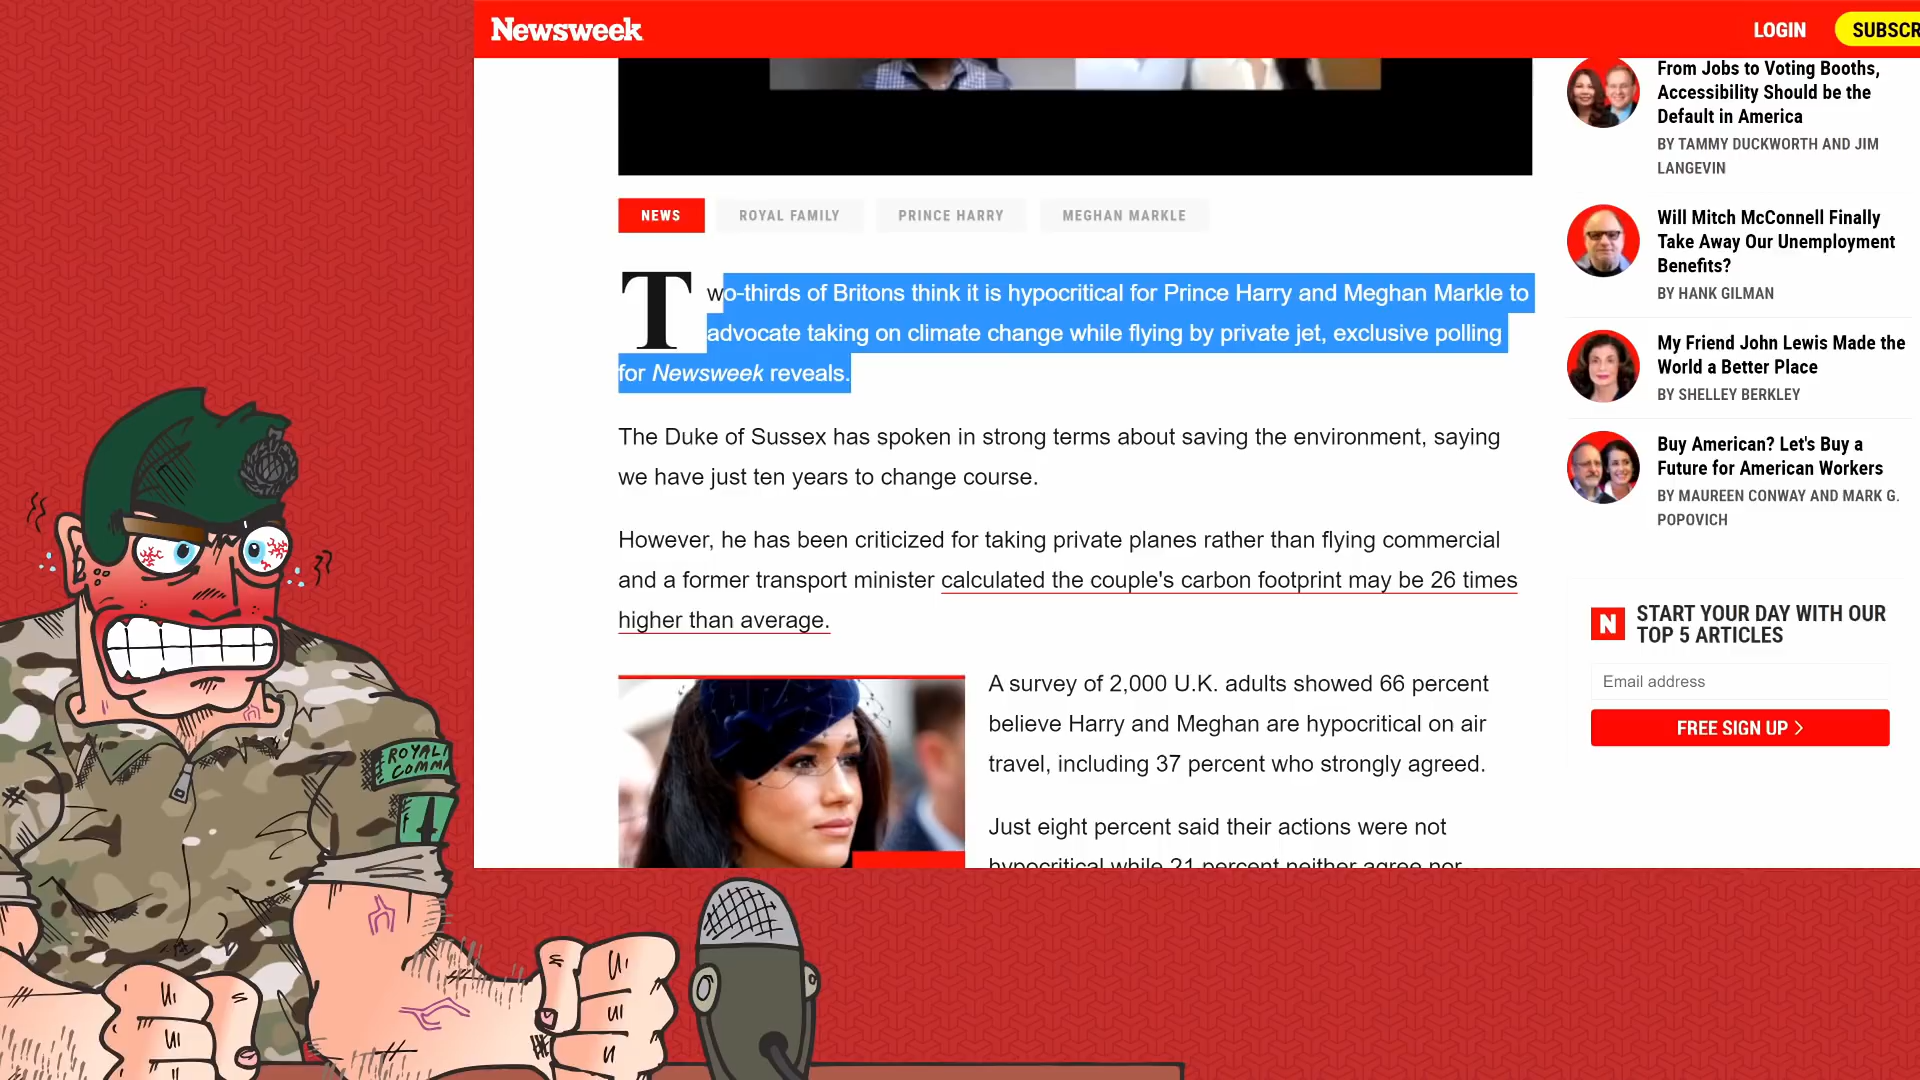 Newsweek
LOGIN
SUBSCR
NEWS
ROYAL FAMILY
PRINCE HARRY
MEGHAN MARKLE
Two-thirds of Britons think it is hypocritical for Prince Harry and Meghan Markle to
advocate taking on climate change while flying by private jet, exclusive polling
for Newsweek reveals.
The Duke of Sussex has spoken in strong terms about saving the environment, saying
we have just ten years to change course.
However, he has been criticized for taking private planes rather than flying commercial
and a former transport minister calculated the couple's carbon footprint may be 26 times
higher than average.
A survey of 2,000 U.K. adults showed 66 percent
believe Harry and Meghan are hypocritical on air
travel, including 37 percent who strongly agreed.
Just eight percent said their actions were not
hypocritical while 21 percent neither agree nor
From Jobs to Voting Booths,
Accessibility Should be the
Default in America
BY TAMMY DUCKWORTH AND JIM
LANGEVIN
Will Mitch McConnell Finally
Take Away Our Unemployment
Benefits?
BY HANK GILMAN
My Friend John Lewis Made the
World a Better Place
BY SHELLEY BERKLEY
Buy American? Let's Buy a
Future for American Workers
BY MAUREEN CONWAY AND MARK G.
POPOVICH
N
START YOUR DAY WITH OUR
TOP 5 ARTICLES
Email address
FREE SIGN UP >
ROYAL
COMMA